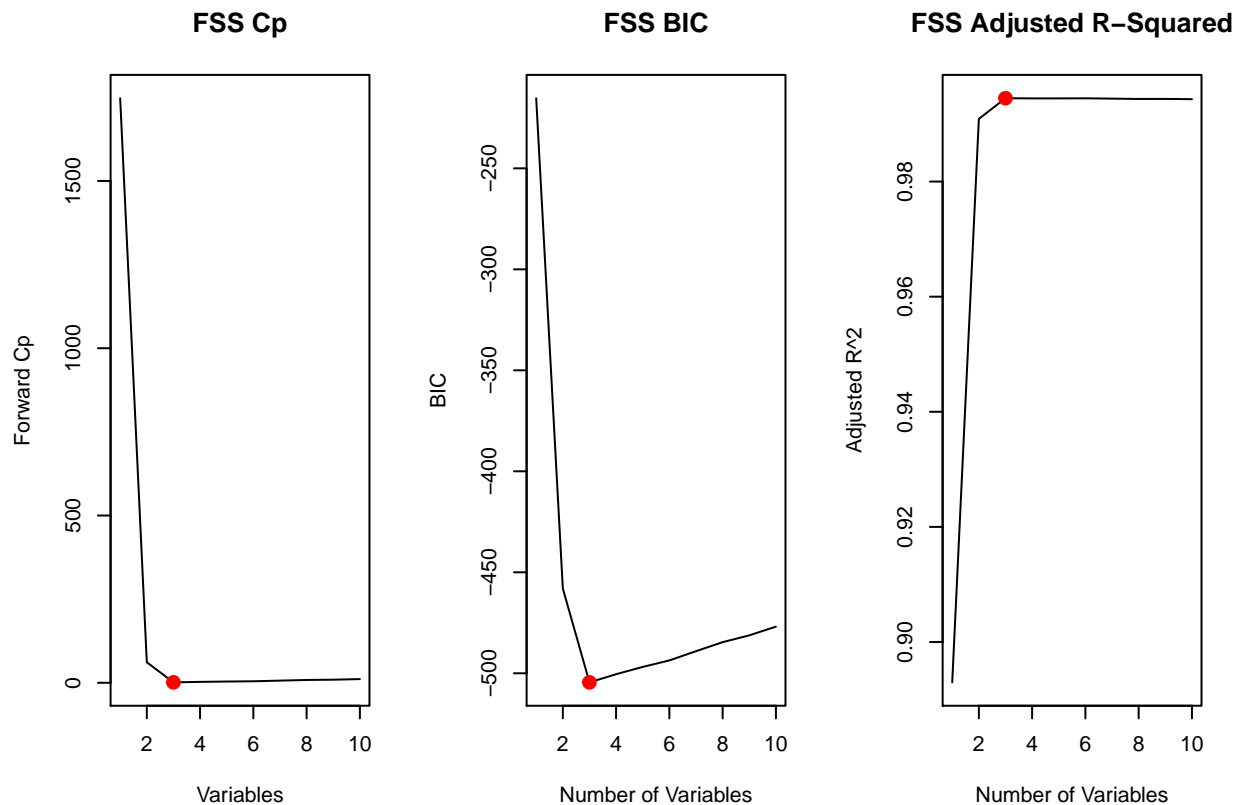 FSS Cp
FSS BIC
FSS Adjusted R−Squared
Forward Cp
1500
1000
500
0
2 4 6 8 10
Variables
BIC
−250
−300
−350
−400
−450
−500
2 4 6 8 10
Number of Variables
Adjusted R^2
0.98
0.96
0.94
0.92
0.90
2 4 6 8 10
Number of Variables